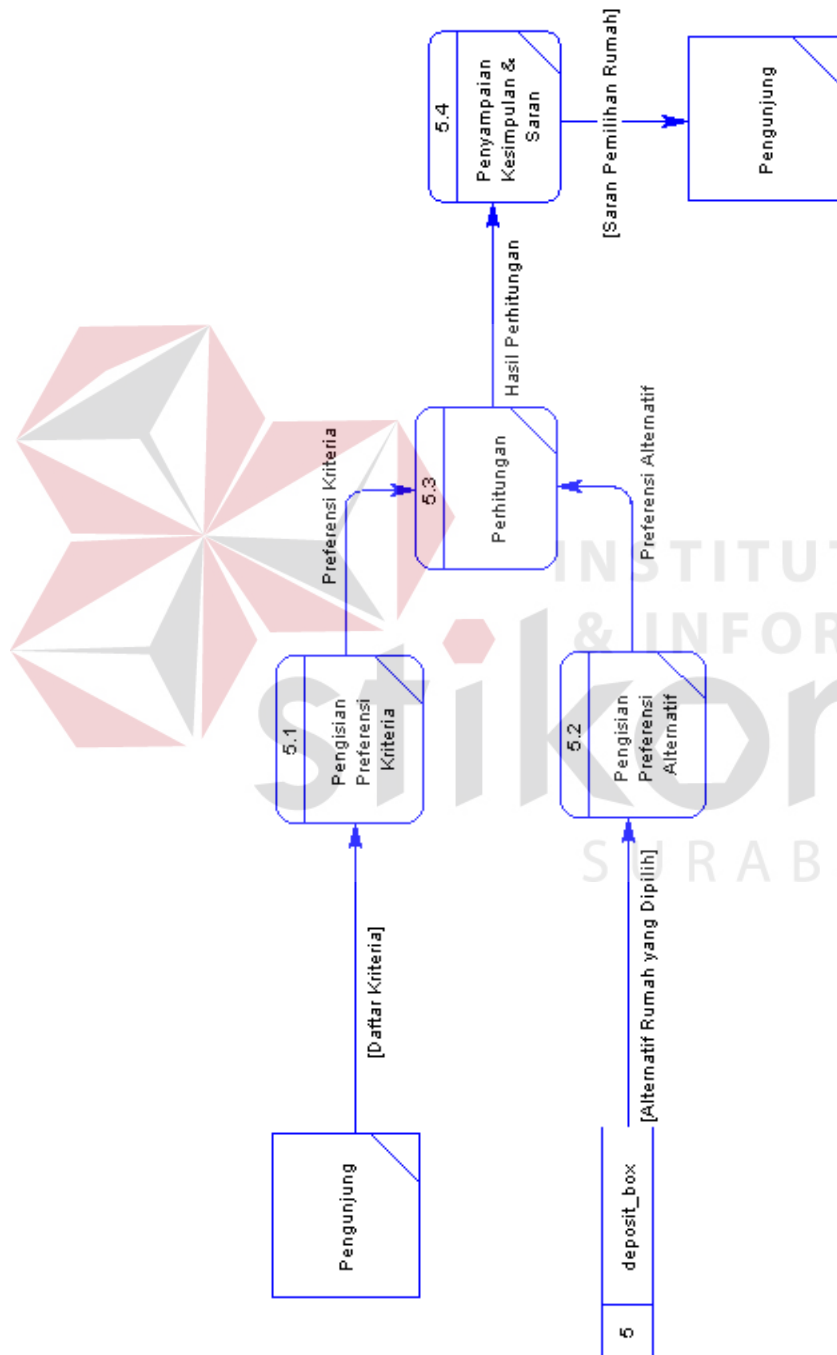 Pengunjung
[Daftar Kriteria]
5.1
Pengisian
Preferensi
Kriteria
Preferensi Kriteria
5
deposit_box
[Alternatif Rumah yang Dipilih]
5.2
Pengisian
Preferensi
Alternatif
Preferensi Alternatif
5.3
Perhitungan
Hasil Perhitungan
5.4
Penyampaian
Kesimpulan &
Saran
[Saran Pemilihan Rumah]
Pengunjung
INSTITUT
& INFOR
stikom
SURAB